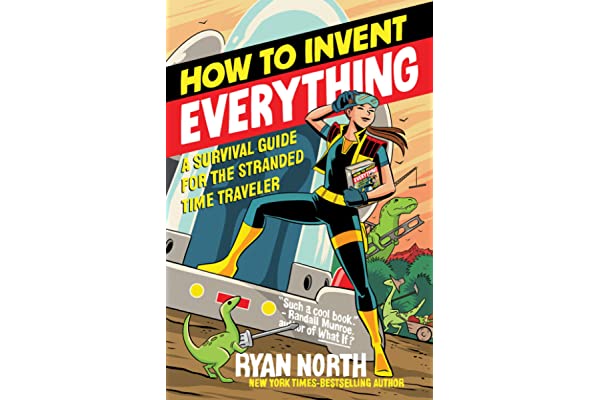 HOW TO INVENT
EVERYTHING
A SURVIVAL GUIDE
FOR THE STRANDED
TIME TRAVELER
"Such a cool book."
– Randall Munroe,
author of What If?
RYAN NORTH
NEW YORK TIMES-BESTSELLING AUTHOR